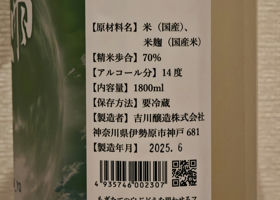 【原材料名】米（国産）、
米麹（国産米）
【精米歩合】70%
【アルコール分】14度
【内容量】1800ml
【保存方法】要冷蔵
【製造者】吉川醸造株式会社
神奈川県伊勢原市神戸681
【製造年月】2025. 6
4 935746 002307